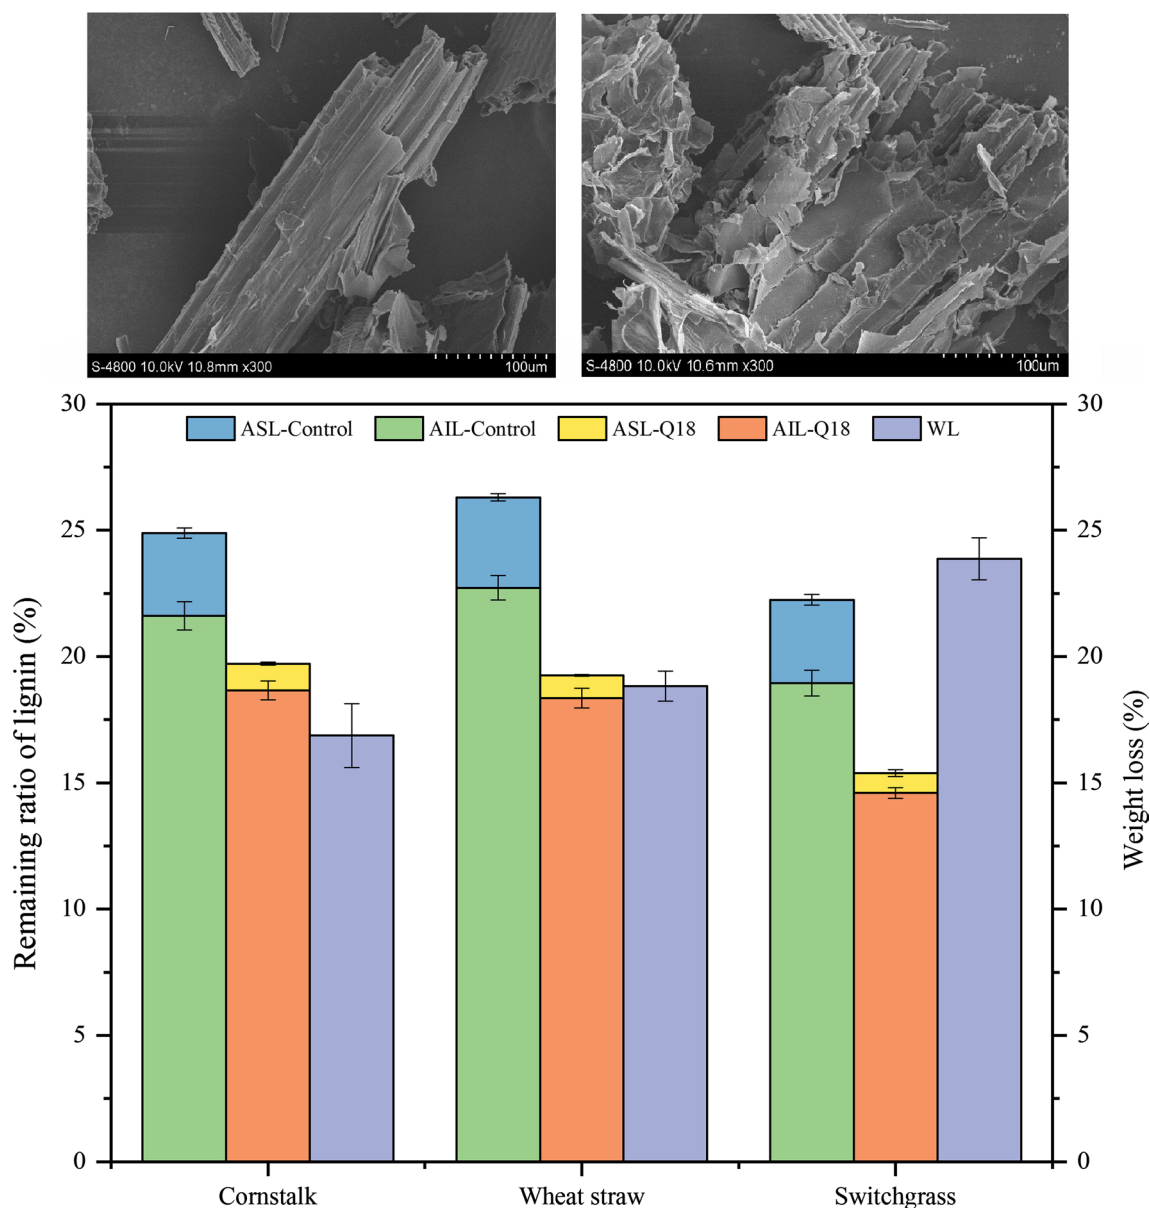 S-4800 10.0kV 10.8mm x300 100um
S-4800 10.0kV 10.6mm x300 100um
ASL-Control AIL-Control ASL-Q18 AIL-Q18 WL
Remaining ratio of lignin (%)
30
25
20
15
10
5
0
30
25
20
15
10
5
0
Weight loss (%)
Cornstalk Wheat straw Switchgrass